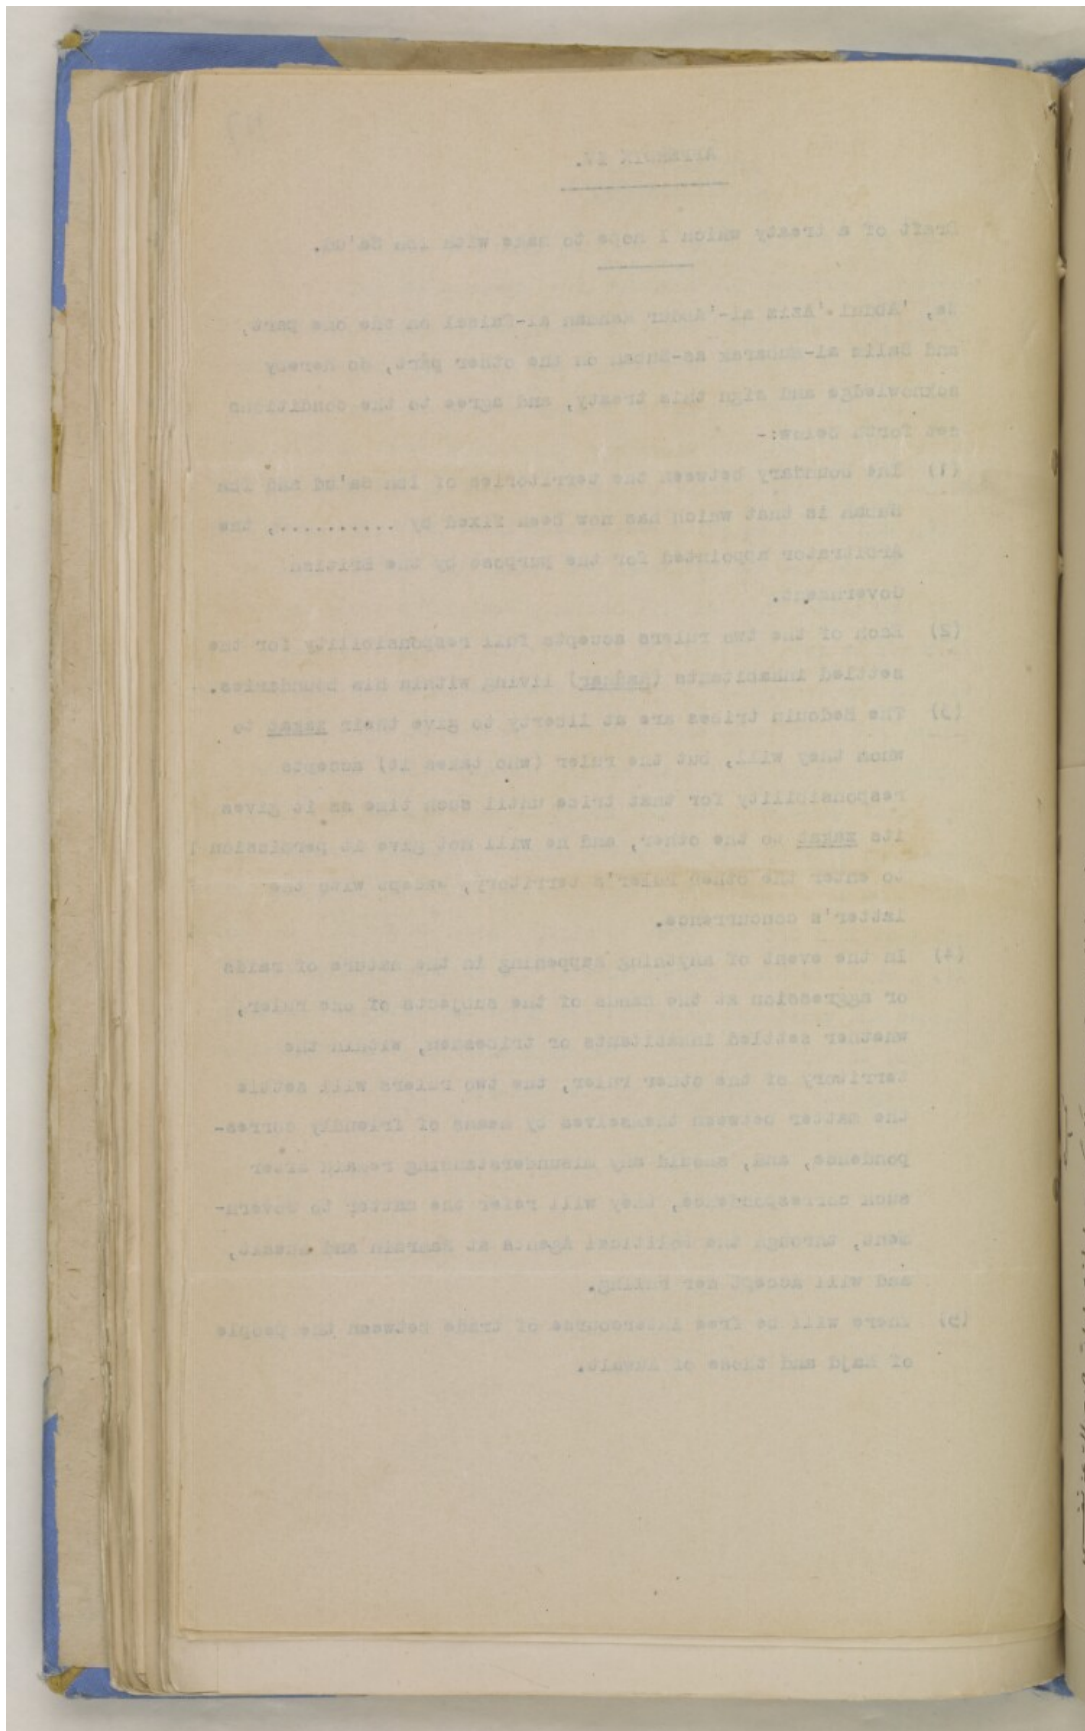 APPENDIX IV.
Draft of a treaty which I hope to make with Ibn Sa'ud.
We, 'Abdul-'Aziz al-'Abdur Rahman al-Faisal on the one part,
and Salim al-Mubarak as-Subah on the other part, do hereby
acknowledge and sign this treaty, and agree to the conditions
set forth below:-
(1) The boundary between the territories of Ibn Sa'ud and Ibn
Subah is that which has now been fixed by .........., the
Arbitrator appointed for the purpose by the British
Government.
(2) Each of the two rulers accepts full responsibility for the
settled inhabitants (hadhar) living within his boundaries.
(3) The Bedouin tribes are at liberty to give their zakat to
whom they will, but the ruler (who takes it) accepts
responsibility for that tribe until such time as it gives
its zakat to the other, and he will not give it permission
to enter the other ruler's territory, except with the
latter's concurrence.
(4) In the event of anything happening in the nature of raids
or aggression at the hands of the subjects of one ruler,
whether settled inhabitants or tribesmen, within the
territory of the other ruler, the two rulers will settle
the matter between themselves by means of friendly corres-
pondence, and, should any misunderstanding remain after
such correspondence, they will refer the matter to Govern-
ment, through the Political Agents at Bahrain and Kuwait,
and will accept her ruling.
(5) There will be free intercourse of trade between the people
of Najd and those of Kuwait.